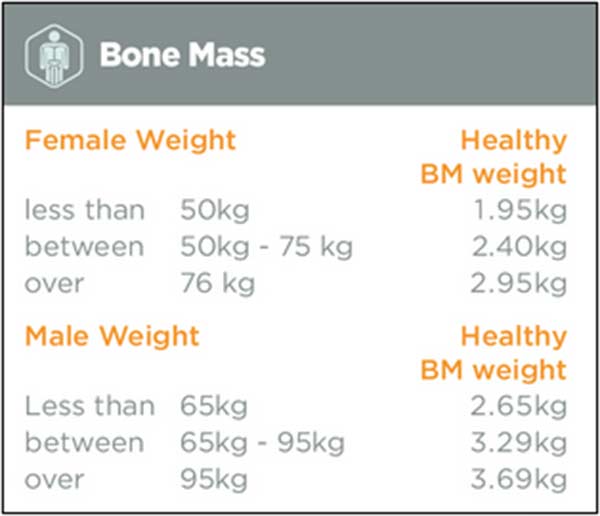 Bone Mass
Female Weight Healthy
BM weight
less than 50kg 1.95kg
between 50kg - 75 kg 2.40kg
over 76 kg 2.95kg
Male Weight Healthy
BM weight
Less than 65kg 2.65kg
between 65kg - 95kg 3.29kg
over 95kg 3.69kg